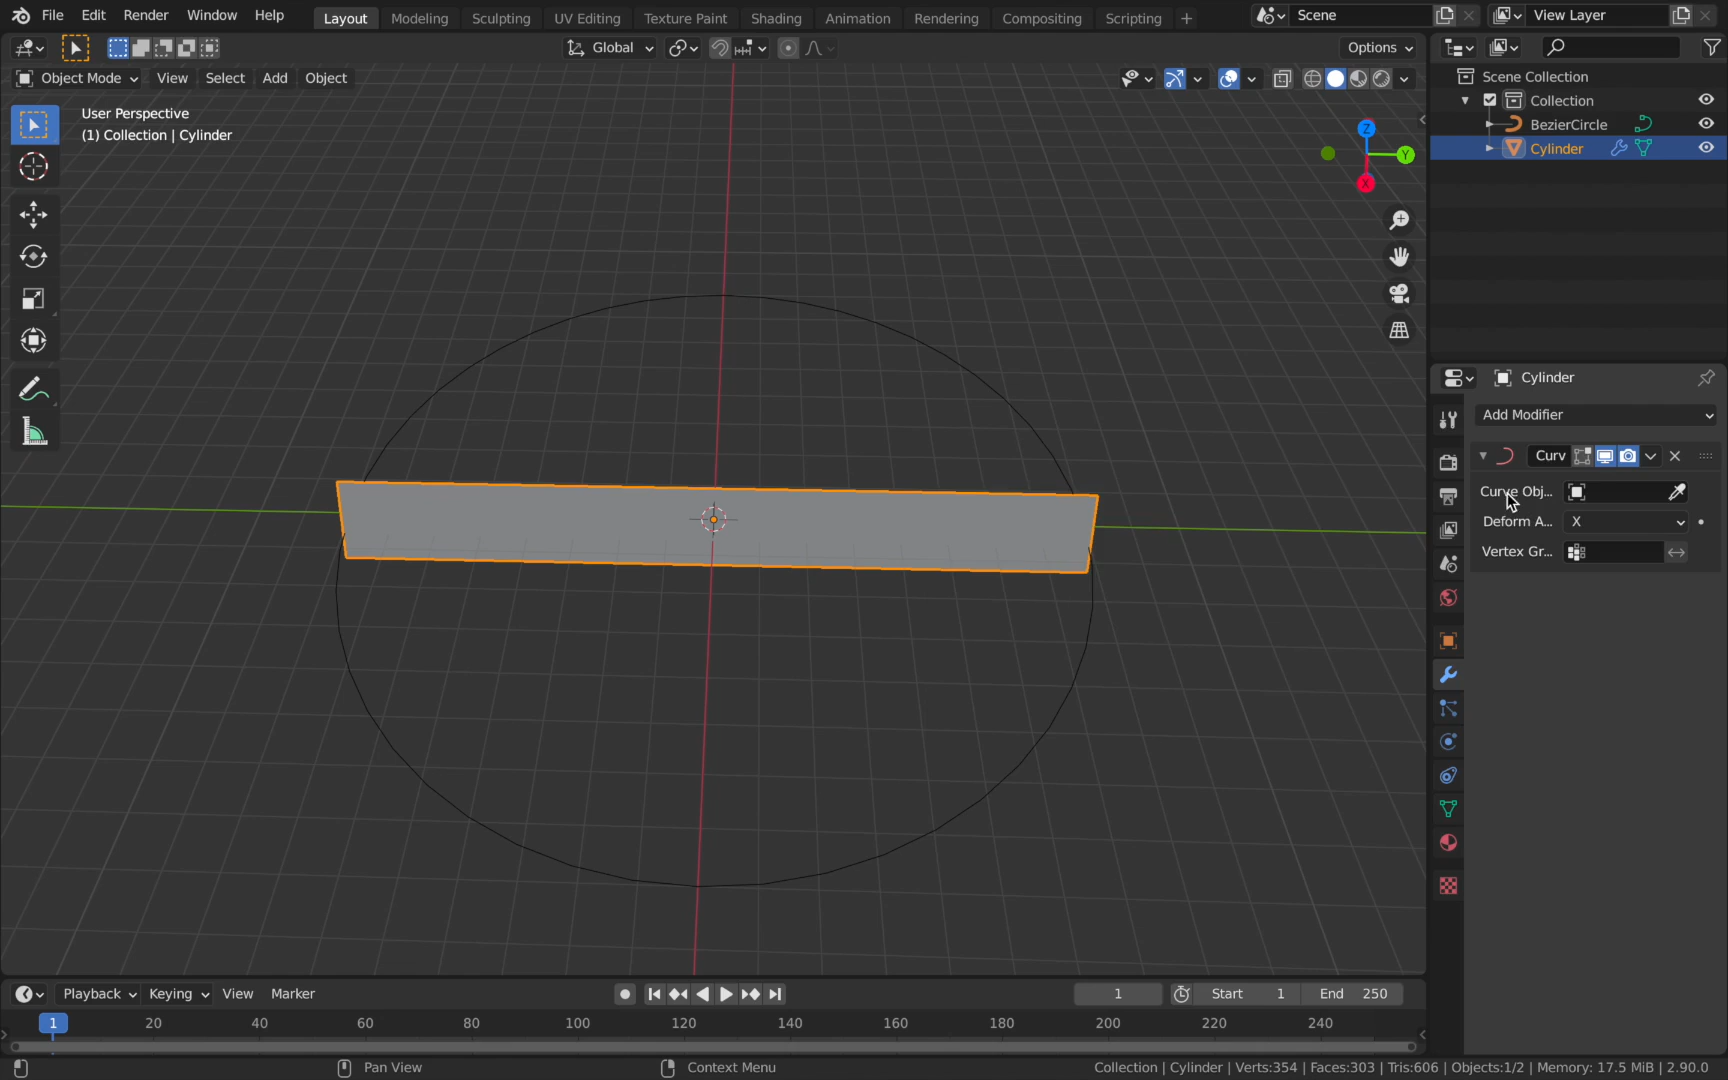 File Edit Render Window Help Layout Modeling Sculpting UV Editing Texture Paint Shading Animation Rendering Compositing Scripting + Scene View Layer
Global Options
Object Mode View Select Add Object
Scene Collection
Collection
BezierCircle
Cylinder
User Perspective
(1) Collection | Cylinder
Z
Y
X
Cylinder
Add Modifier
Curv
Curve Obj...
Deform A... X
Vertex Gr...
Playback Keying View Marker 1 Start 1 End 250
1 20 40 60 80 100 120 140 160 180 200 220 240
Pan View Context Menu Collection | Cylinder | Verts:354 | Faces:303 | Tris:606 | Objects:1/2 | Memory: 17.5 MiB | 2.90.0